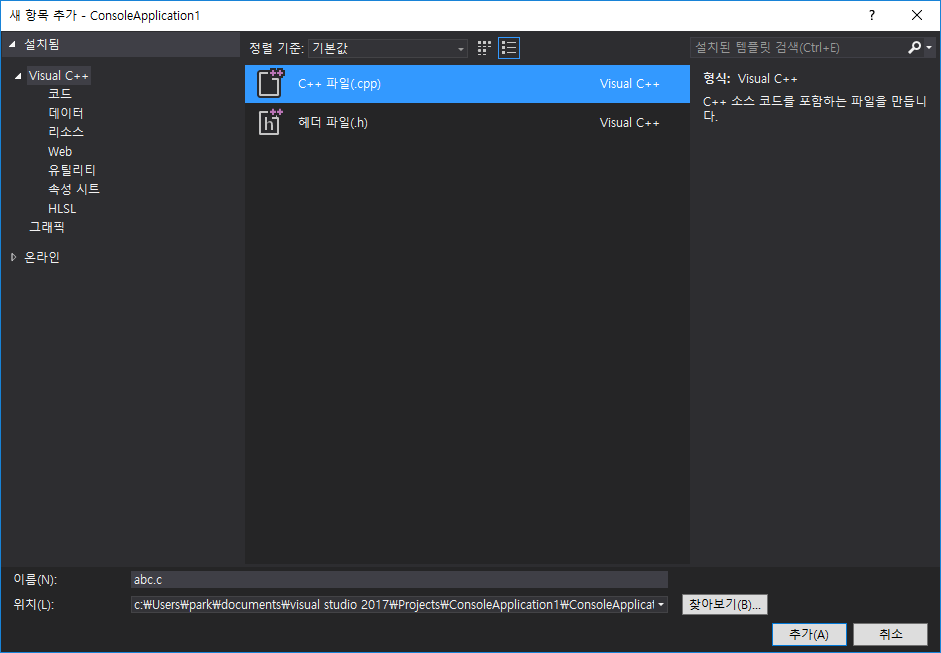 새 항목 추가 - ConsoleApplication1
?
설치됨
정렬 기준: 기본값
설치된 템플릿 검색(Ctrl+E)
Visual C++
코드
데이터
리소스
Web
유틸리티
속성 시트
HLSL
그래픽
온라인
C++ 파일(.cpp) Visual C++
헤더 파일(.h) Visual C++
형식: Visual C++
C++ 소스 코드를 포함하는 파일을 만듭니
다.
이름(N): abc.c
위치(L): c:₩Users₩park₩documents₩visual studio 2017₩Projects₩ConsoleApplication1₩ConsoleApplicat
찾아보기(B)...
추가(A) 취소